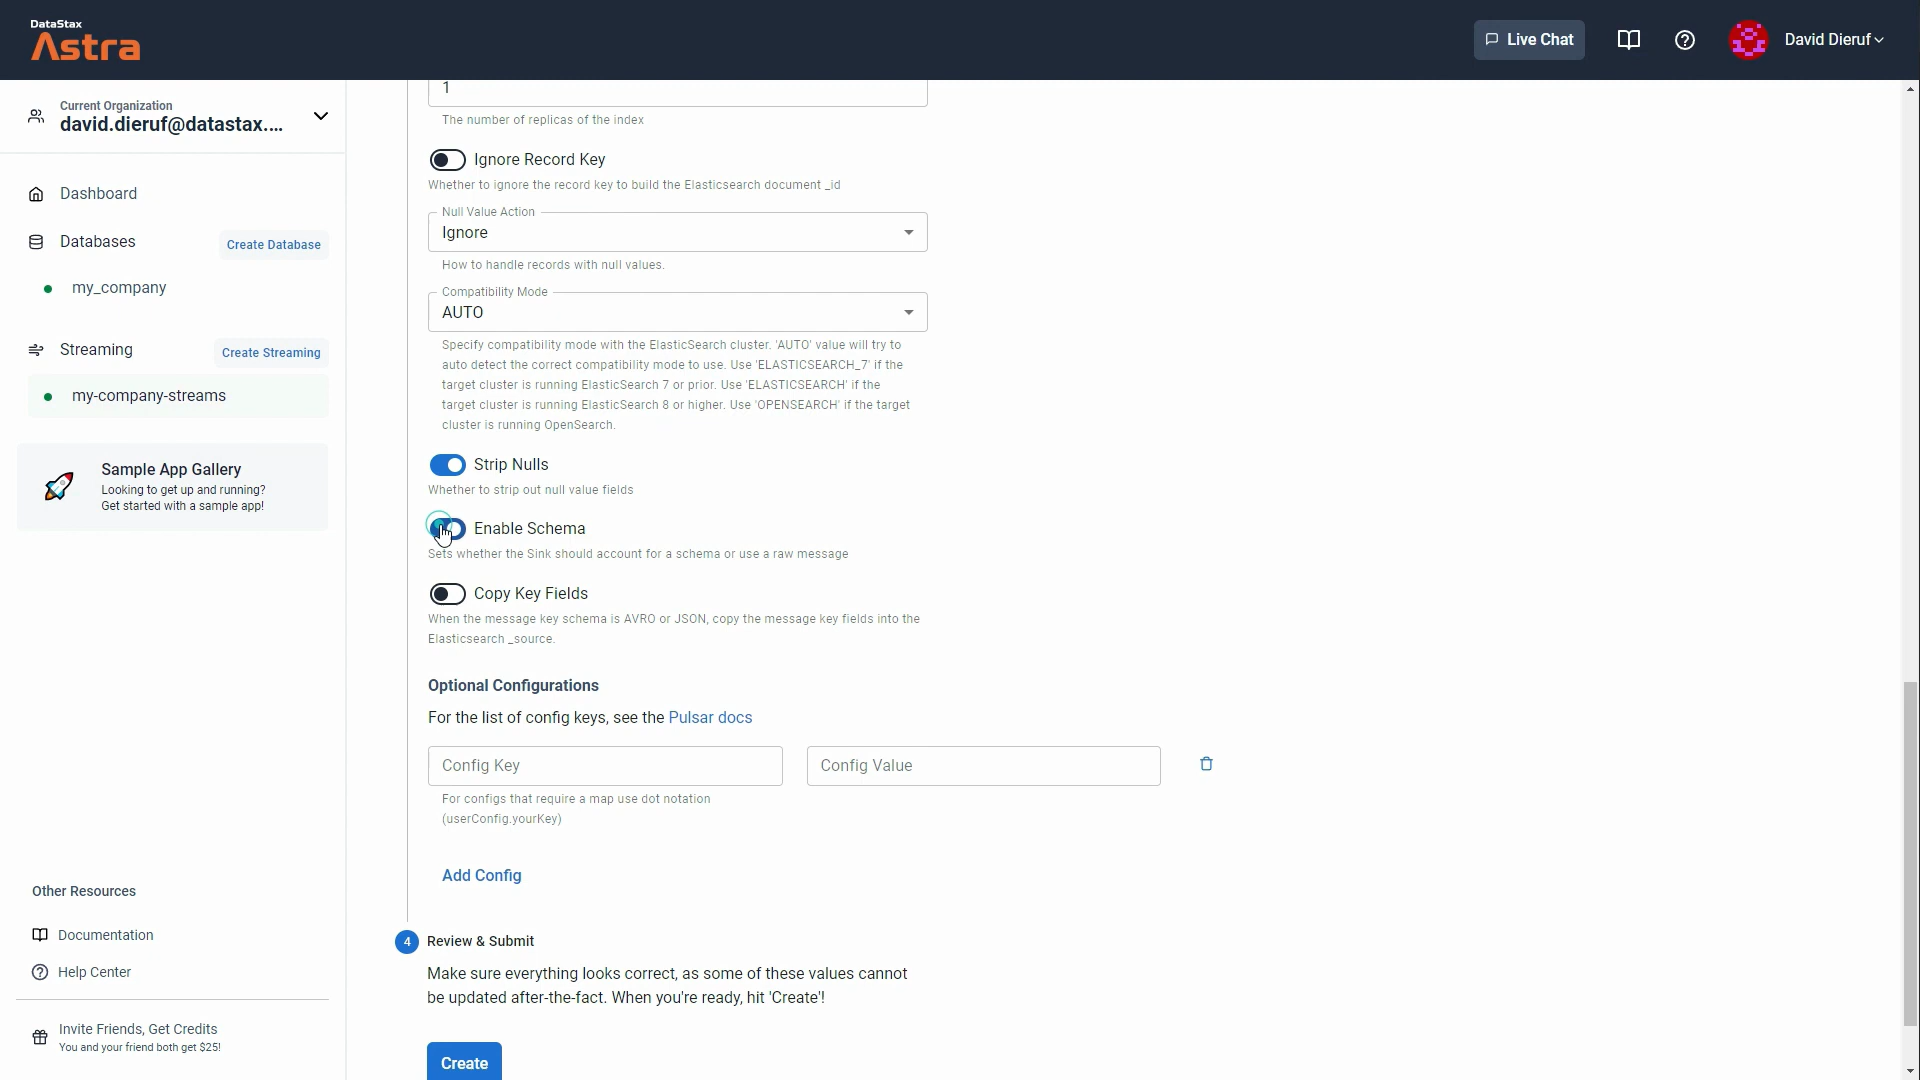 DataStax
Astra
Live Chat
David Dieruf
Current Organization
david.dieruf@datastax....
Dashboard
Databases
Create Database
my_company
Streaming
Create Streaming
my-company-streams
Sample App Gallery
Looking to get up and running?
Get started with a sample app!
Other Resources
Documentation
Help Center
Invite Friends, Get Credits
You and your friend both get $25!
1
The number of replicas of the index
Ignore Record Key
Whether to ignore the record key to build the Elasticsearch document _id
Null Value Action
Ignore
How to handle records with null values.
Compatibility Mode
AUTO
Specify compatibility mode with the ElasticSearch cluster. 'AUTO' value will try to
auto detect the correct compatibility mode to use. Use 'ELASTICSEARCH_7' if the
target cluster is running ElasticSearch 7 or prior. Use 'ELASTICSEARCH' if the
target cluster is running ElasticSearch 8 or higher. Use 'OPENSEARCH' if the target
cluster is running OpenSearch.
Strip Nulls
Whether to strip out null value fields
Enable Schema
Sets whether the Sink should account for a schema or use a raw message
Copy Key Fields
When the message key schema is AVRO or JSON, copy the message key fields into the
Elasticsearch _source.
Optional Configurations
For the list of config keys, see the Pulsar docs
Config Key
Config Value
For configs that require a map use dot notation
(userConfig.yourKey)
Add Config
4
Review & Submit
Make sure everything looks correct, as some of these values cannot
be updated after-the-fact. When you're ready, hit 'Create'!
Create